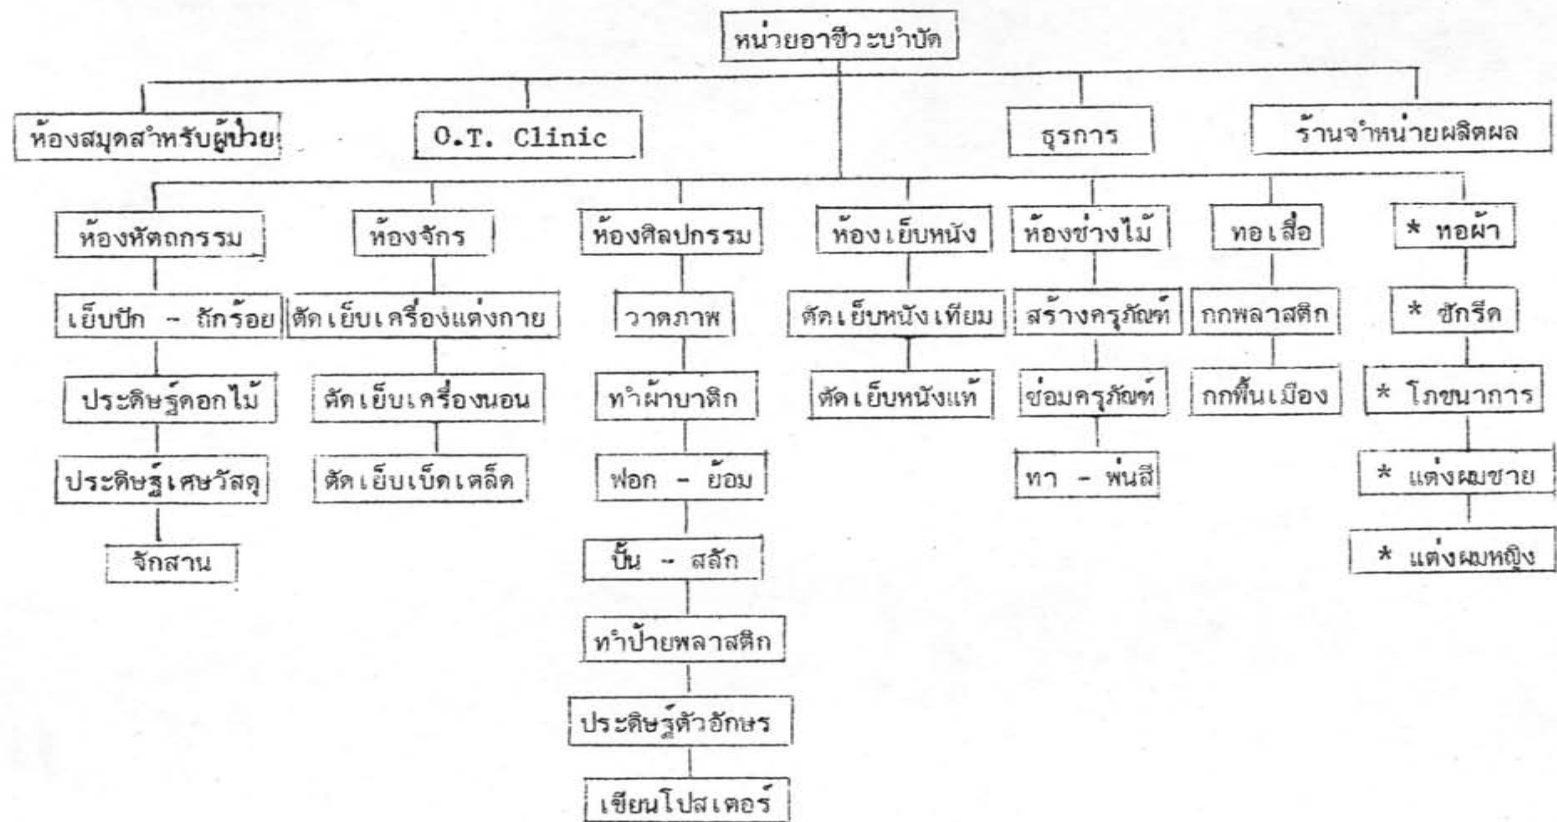 หน่วยอาชีวะบำบัด
ห้องสมุดสำหรับผู้ป่วย
O.T. Clinic
ธุรการ
ร้านจำหน่ายผลิตผล
ห้องหัตถกรรม
เย็บปัก - ถักร้อย
ประดิษฐ์ดอกไม้
ประดิษฐ์เศษวัสดุ
จักสาน
ห้องจักร
ตัดเย็บเครื่องแต่งกาย
ตัดเย็บเครื่องนอน
ตัดเย็บเบ็ดเตล็ด
ห้องศิลปกรรม
วาดภาพ
ทำผ้าบาติก
ฟอก - ย้อม
ปั้น - สลัก
ทำป้ายพลาสติก
ประดิษฐ์ตัวอักษร
เขียนโปสเตอร์
ห้องเย็บหนัง
ตัดเย็บหนังเทียม
ตัดเย็บหนังแท้
ห้องช่างไม้
สร้างครุภัณฑ์
ซ่อมครุภัณฑ์
ทา - พ่นสี
ทอเสื่อ
กกพลาสติก
กกพื้นเมือง
* ทอผ้า
* ซักรีด
* โภชนาการ
* แต่งผมชาย
* แต่งผมหญิง